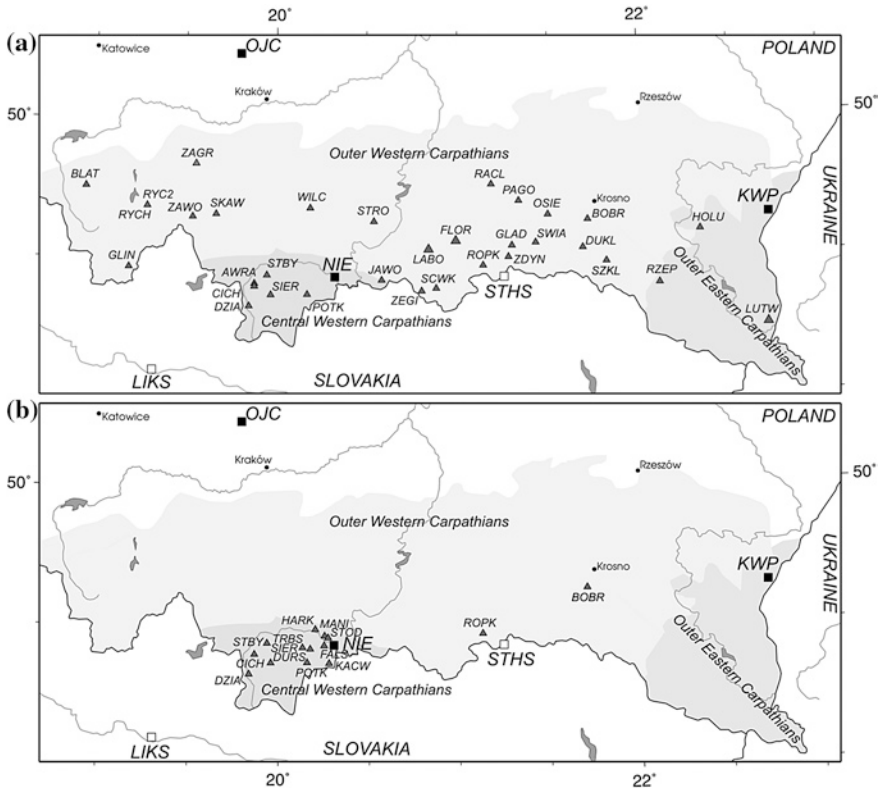 20˚
22˚
(a)
Katowice
OJC
POLAND
Kraków
Rzeszów
50˚
50˚
ZAGR
Outer Western Carpathians
BLAT
RACL
UKRAINE
RYC2
PAGO
Krosno
KWP
RYCH
ZAWO
SKAW
WILC
OSIE
STRO
BOBR
HOLU
FLOR
GLAD
SWIA
GLIN
STBY
NIE
LABO
ROPK
ZDYN
DUKL
AWRA
JAWO
SCWK
SZKL
RZEP
CICH
SIER
STHS
DZIA
POTK
ZEGI
LUTW
Central Western Carpathians
Outer Eastern Carpathians
LIKS
SLOVAKIA
(b)
Katowice
OJC
POLAND
Kraków
Rzeszów
50˚
50˚
Outer Western Carpathians
UKRAINE
Krosno
KWP
BOBR
HARK
MANI
ROPK
STBY
TRBS
STOD
SIER
NIE
DURS
FALS
STHS
CICH
POTK
KACW
DZIA
Central Western Carpathians
Outer Eastern Carpathians
LIKS
SLOVAKIA
20˚
22˚